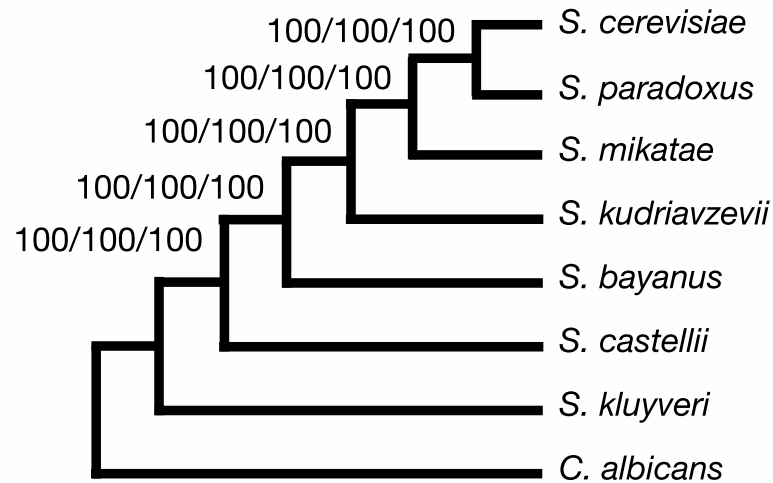 100/100/100 S. cerevisiae
100/100/100 S. paradoxus
100/100/100 S. mikatae
100/100/100 S. kudriavzevii
100/100/100 S. bayanus
S. castellii
S. kluyveri
C. albicans